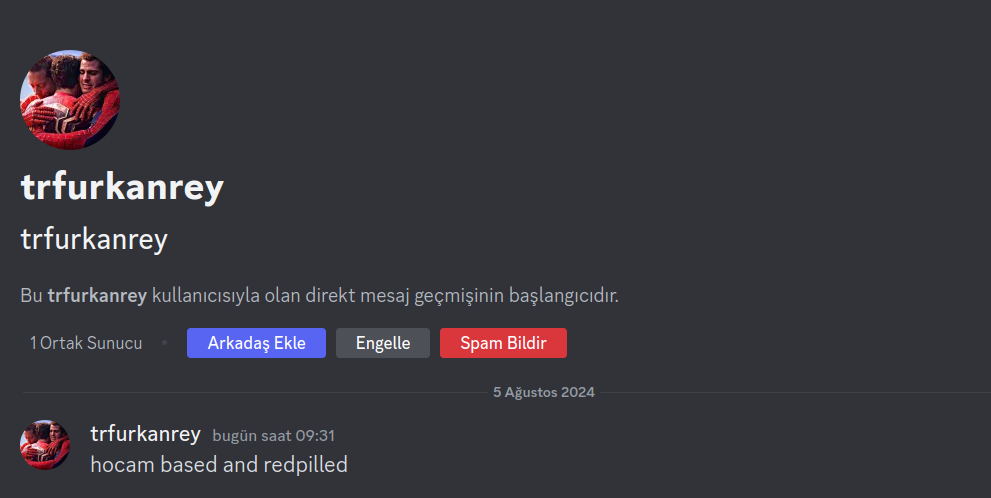 trfurkanrey
trfurkanrey
Bu trfurkanrey kullanıcısıyla olan direkt mesaj geçmişinin başlangıcıdır.
1 Ortak Sunucu • Arkadaş Ekle Engelle Spam Bildir
5 Ağustos 2024
trfurkanrey bugün saat 09:31
hocam based and redpilled